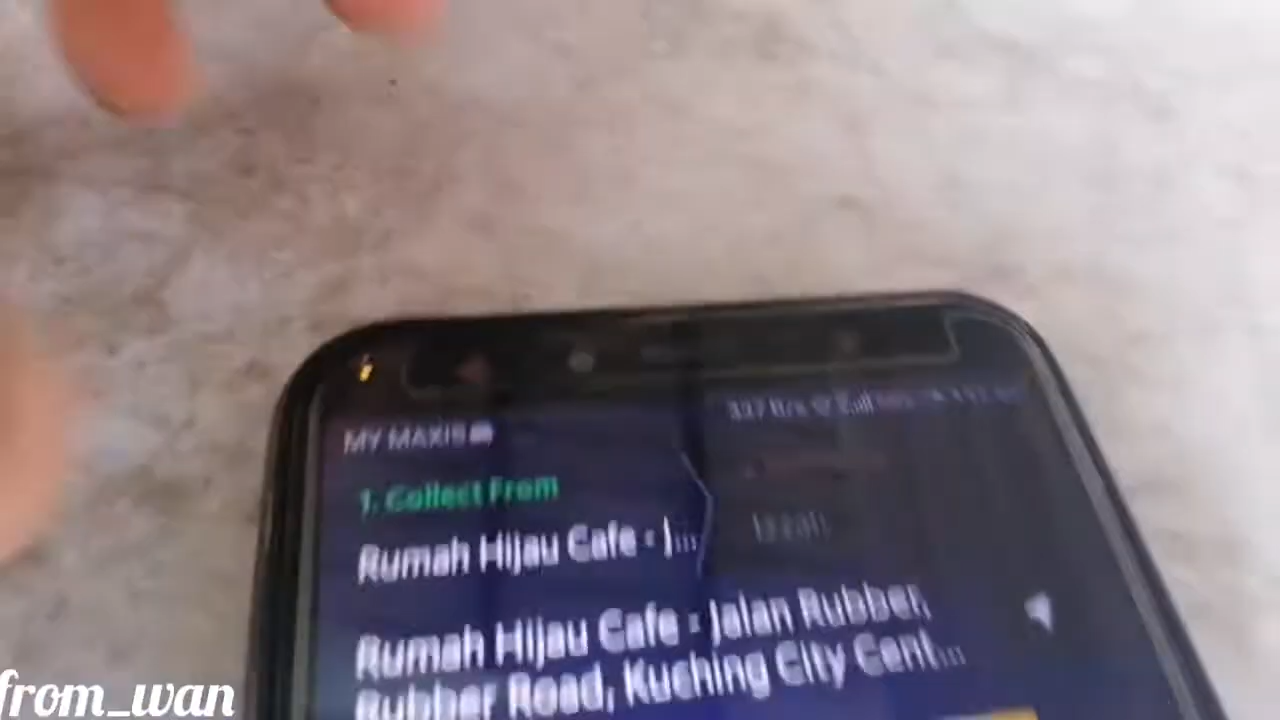 MY MAXIS
1. Collect From
Rumah Hijau Cafe - J...
Izzah
Rumah Hijau Cafe - Jalan Rubber,
Rubber Road, Kuching City Cent...
from_wan